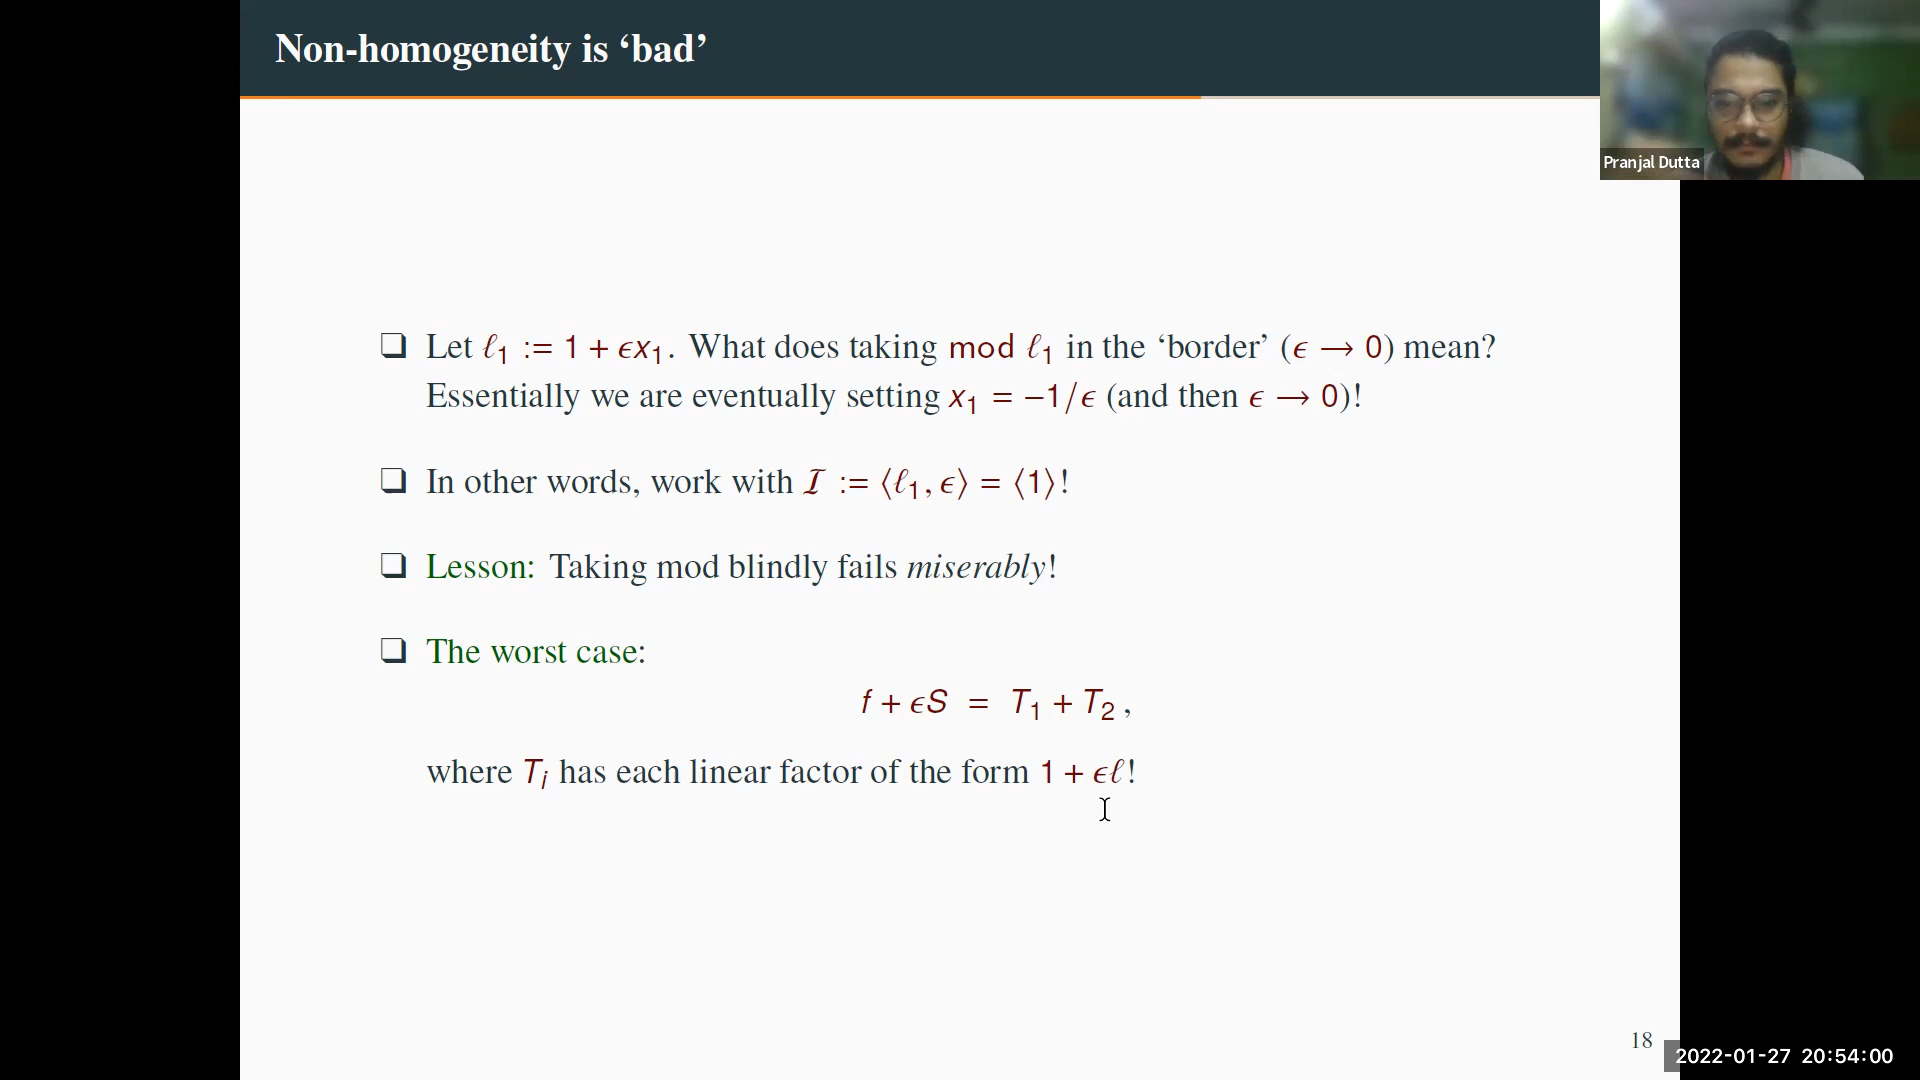 Non-homogeneity is ‘bad’
Pranjal Dutta
❑ Let ℓ₁ := 1 + ϵx₁. What does taking mod ℓ₁ in the ‘border’ (ϵ → 0) mean?
Essentially we are eventually setting x₁ = −1/ϵ (and then ϵ → 0)!
❑ In other words, work with 𝓘 := ⟨ℓ₁, ϵ⟩ = ⟨1⟩!
❑ Lesson: Taking mod blindly fails miserably!
❑ The worst case:
f + ϵS = T₁ + T₂ ,
where Tᵢ has each linear factor of the form 1 + ϵℓ!
18
2022-01-27 20:54:00